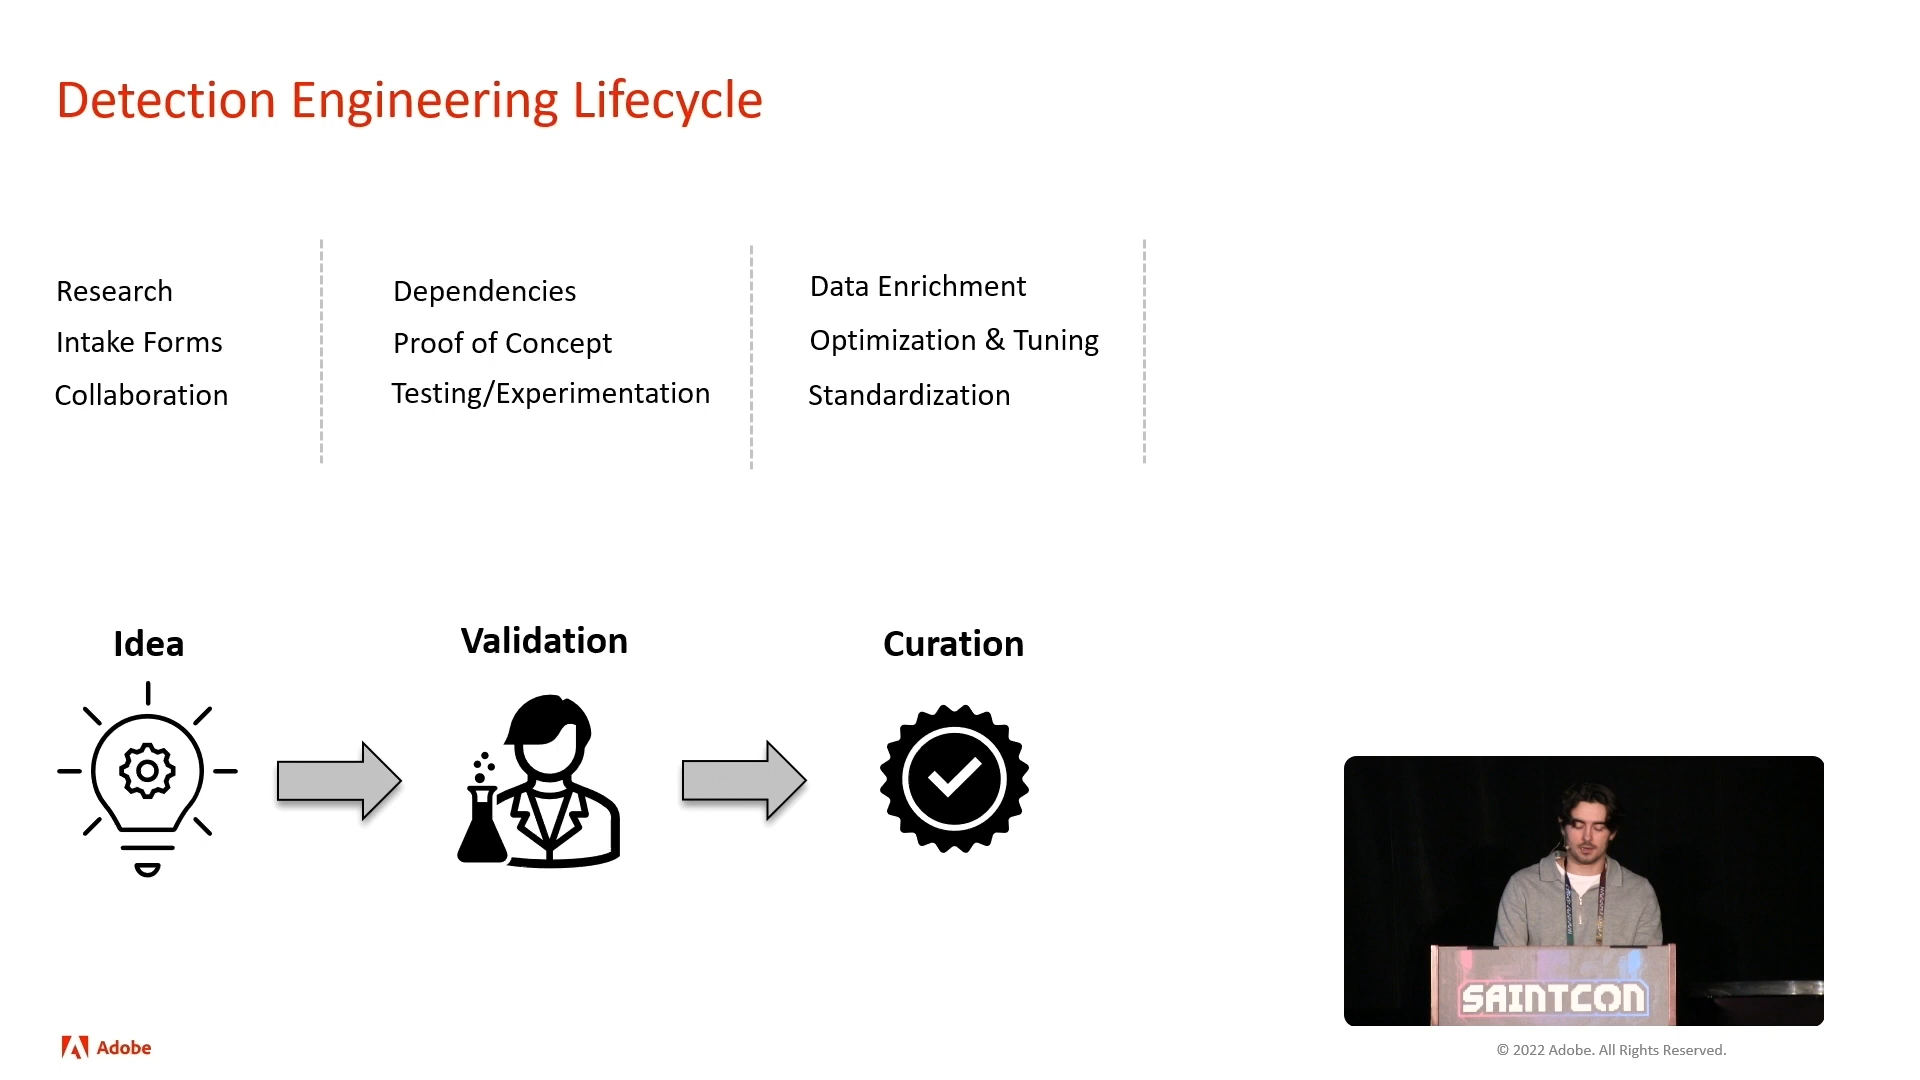 Detection Engineering Lifecycle
Research
Intake Forms
Collaboration
Dependencies
Proof of Concept
Testing/Experimentation
Data Enrichment
Optimization & Tuning
Standardization
Idea
Validation
Curation
SAINTCON
Adobe
© 2022 Adobe. All Rights Reserved.